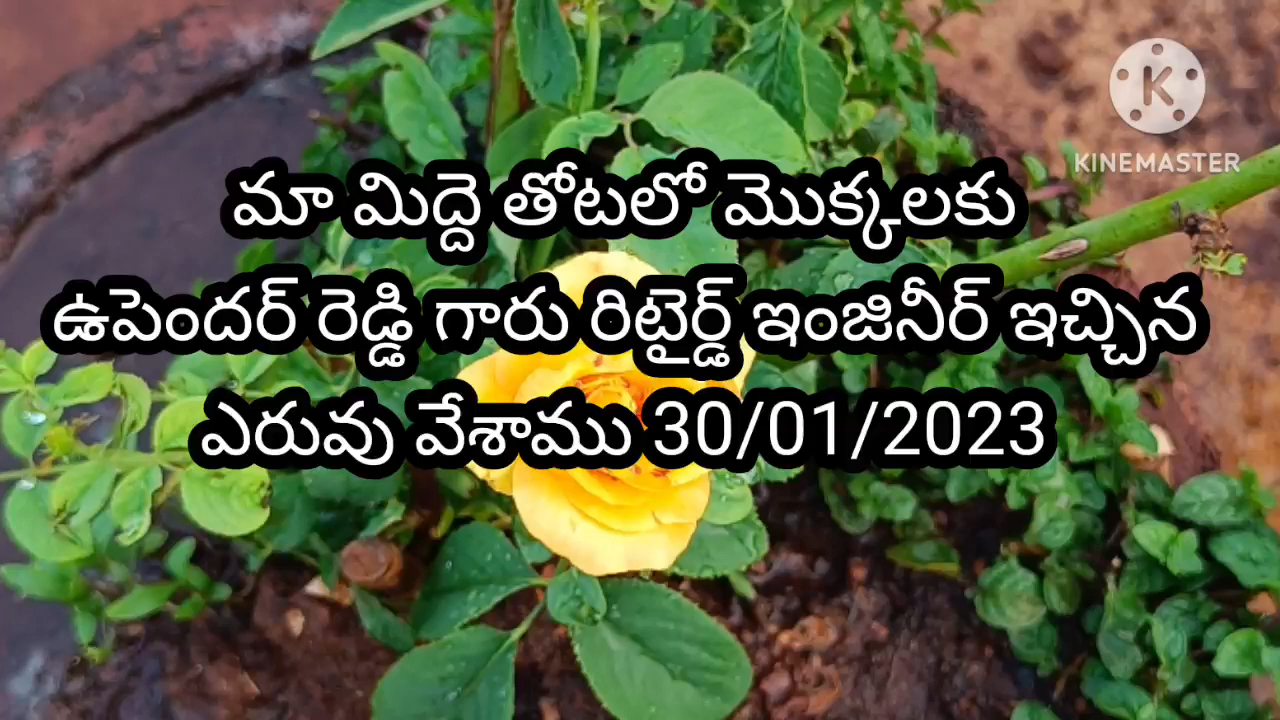 KINEMASTER
మా మిద్దె తోటలో మొక్కలకు
ఉపెందర్ రెడ్డి గారు రిటైర్డ్ ఇంజినీర్ ఇచ్చిన
ఎరువు వేశాము 30/01/2023